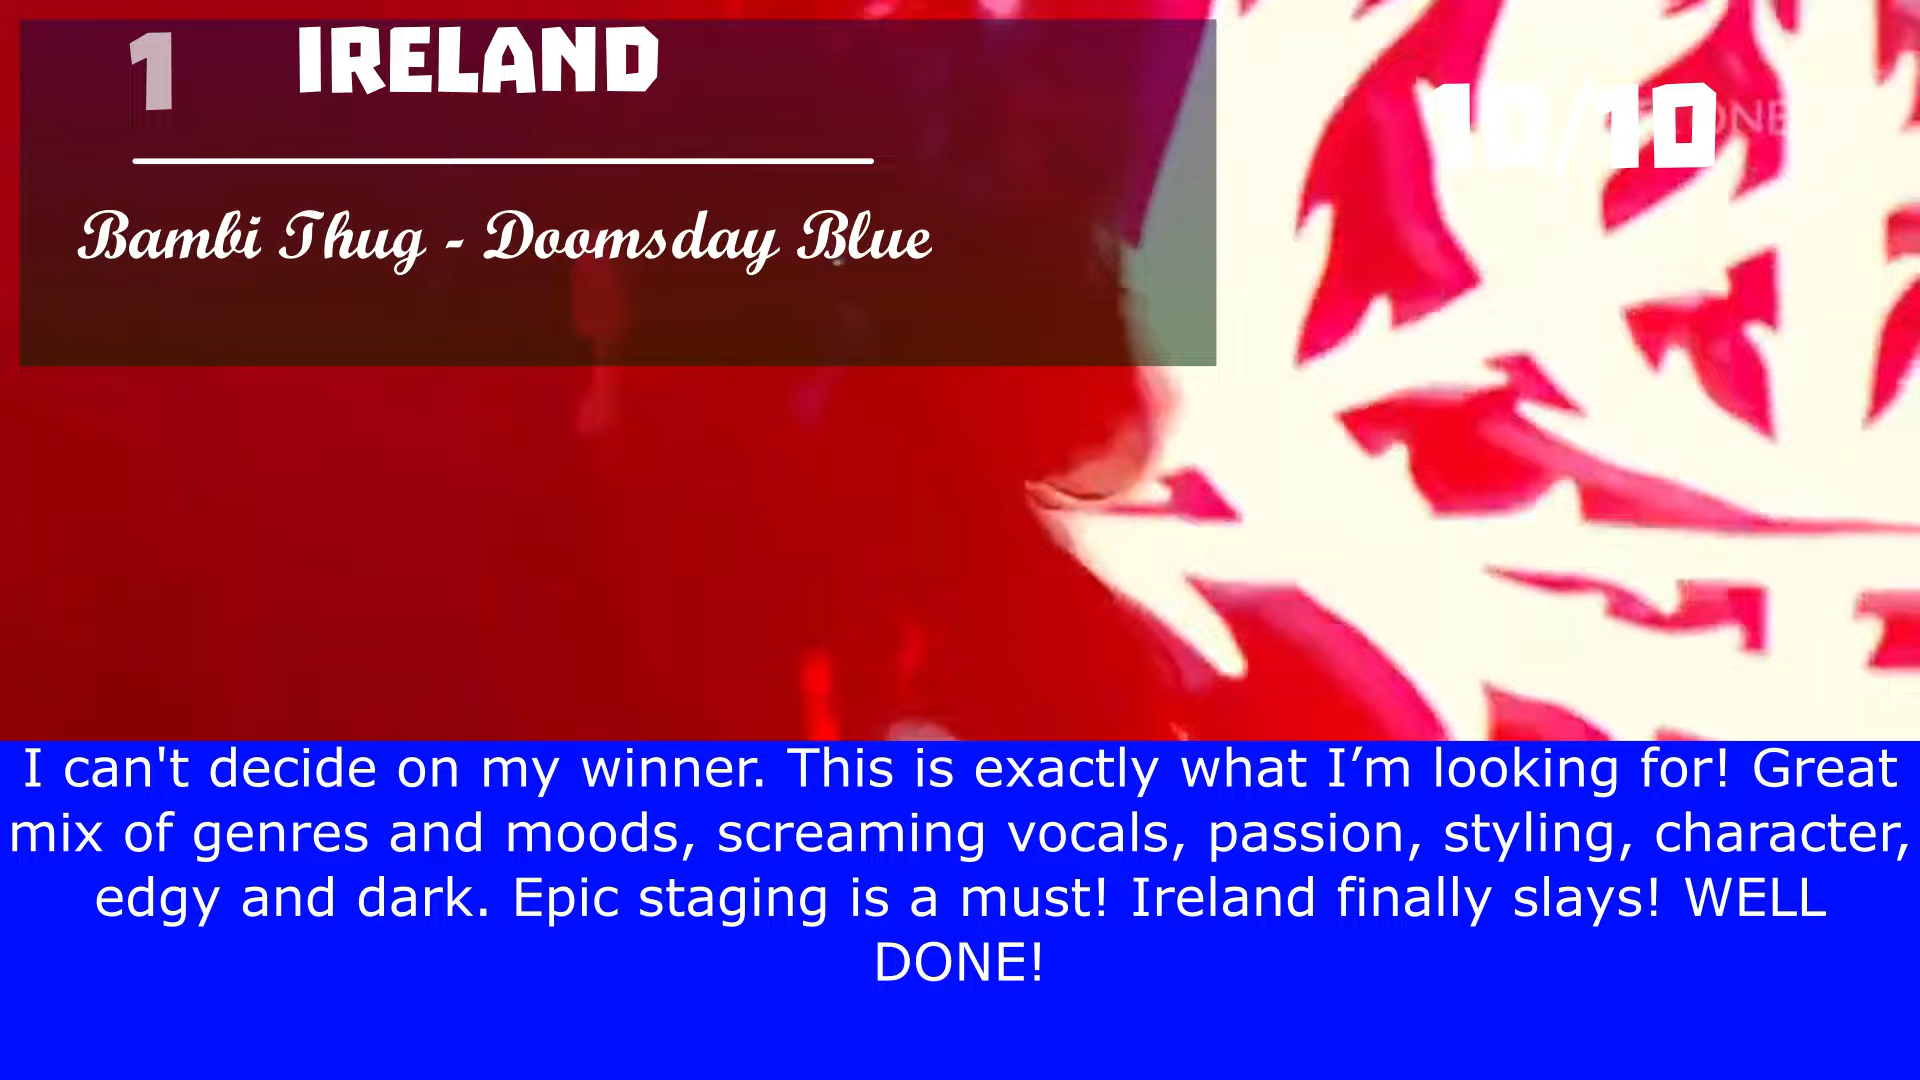 1 IRELAND
10/10
Bambi Thug - Doomsday Blue
I can't decide on my winner. This is exactly what I’m looking for! Great
mix of genres and moods, screaming vocals, passion, styling, character,
edgy and dark. Epic staging is a must! Ireland finally slays! WELL
DONE!